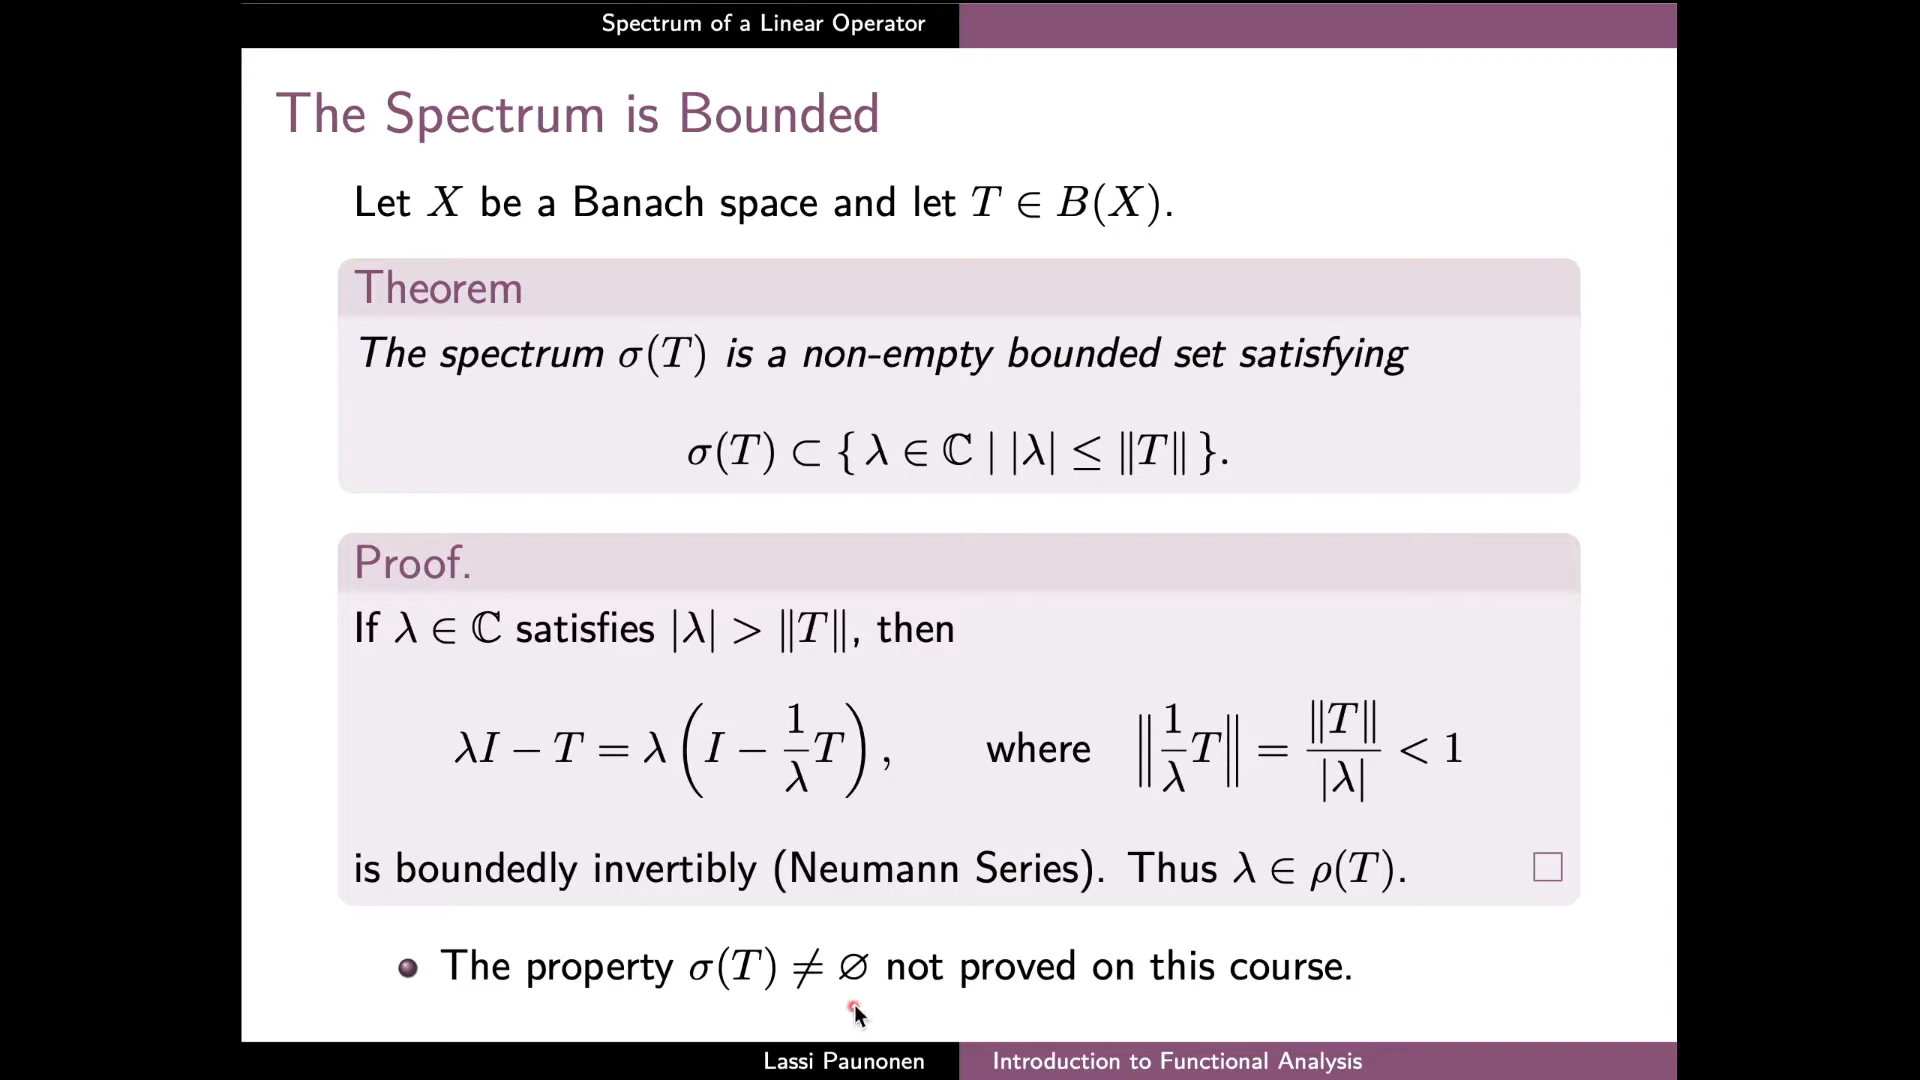 Spectrum of a Linear Operator
The Spectrum is Bounded
Let X be a Banach space and let T ∈ B(X).
Theorem
The spectrum σ(T) is a non-empty bounded set satisfying
σ(T) ⊂ { λ ∈ ℂ | |λ| ≤ ‖T‖ }.
Proof.
If λ ∈ ℂ satisfies |λ| > ‖T‖, then
λI − T = λ (I − 1/λ T), where ‖1/λ T‖ = ‖T‖/|λ| < 1
is boundedly invertibly (Neumann Series). Thus λ ∈ ρ(T). □
• The property σ(T) ≠ ∅ not proved on this course.
Lassi Paunonen Introduction to Functional Analysis